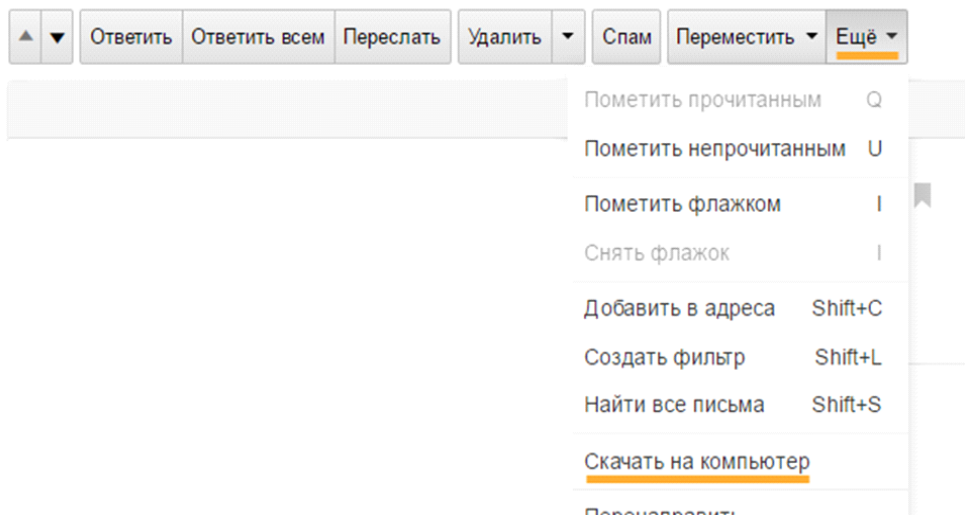 Ответить Ответить всем Переслать Удалить Спам Переместить Ещё
Пометить прочитанным Q
Пометить непрочитанным U
Пометить флажком I
Снять флажок I
Добавить в адреса Shift+C
Создать фильтр Shift+L
Найти все письма Shift+S
Скачать на компьютер